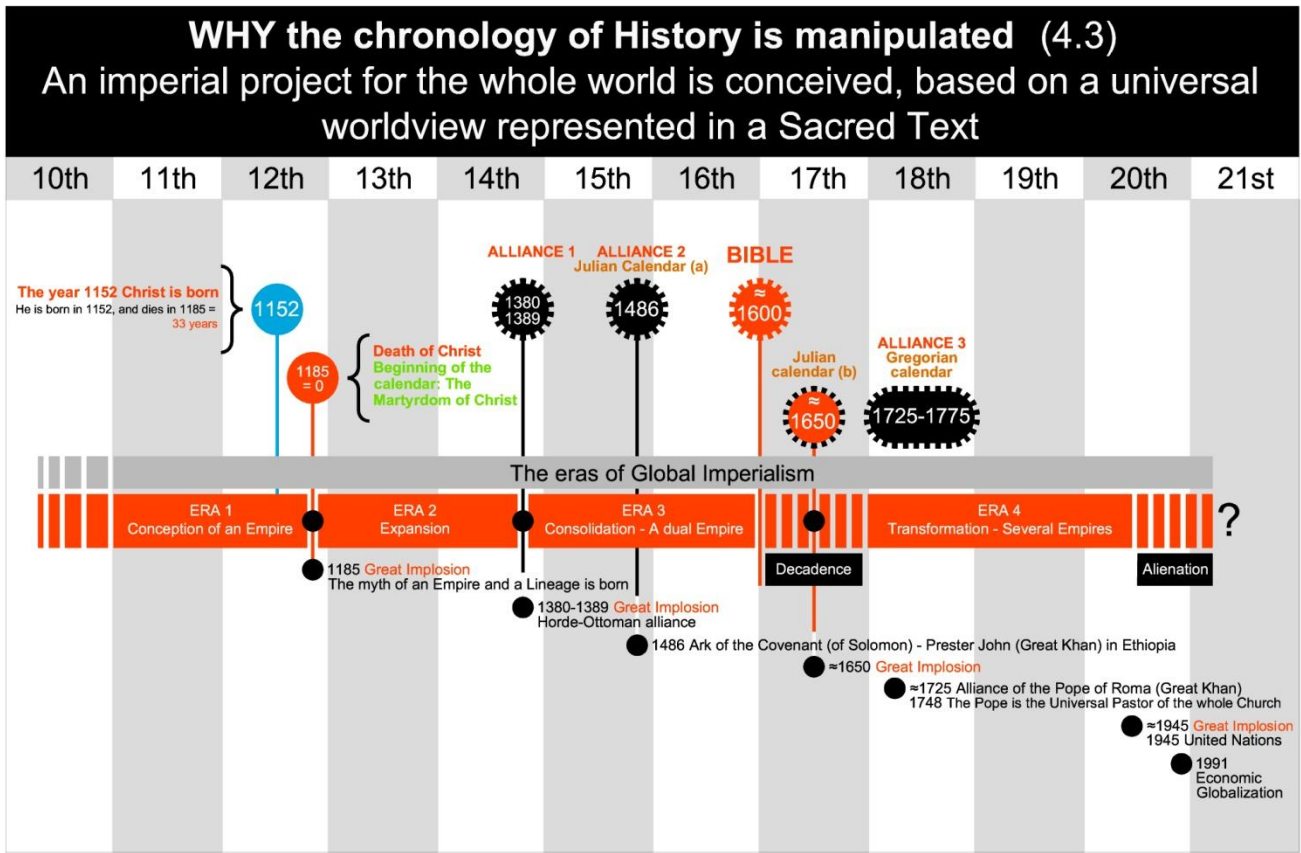 WHY the chronology of History is manipulated (4.3)
An imperial project for the whole world is conceived, based on a universal
worldview represented in a Sacred Text
10th 11th 12th 13th 14th 15th 16th 17th 18th 19th 20th 21st
The year 1152 Christ is born
He is born in 1152, and dies in 1185 =
33 years
1152
1185
= 0
Death of Christ
Beginning of the
calendar: The
Martyrdom of Christ
ALLIANCE 1
1380
1389
ALLIANCE 2
Julian Calendar (a)
1486
BIBLE
≈
1600
Julian
calendar (b)
≈
1650
ALLIANCE 3
Gregorian
calendar
1725-1775
The eras of Global Imperialism
ERA 1
Conception of an Empire
ERA 2
Expansion
ERA 3
Consolidation - A dual Empire
ERA 4
Transformation - Several Empires
?
Decadence
Alienation
1185 Great Implosion
The myth of an Empire and a Lineage is born
1380-1389 Great Implosion
Horde-Ottoman alliance
1486 Ark of the Covenant (of Solomon) - Prester John (Great Khan) in Ethiopia
≈1650 Great Implosion
≈1725 Alliance of the Pope of Roma (Great Khan)
1748 The Pope is the Universal Pastor of the whole Church
≈1945 Great Implosion
1945 United Nations
1991
Economic
Globalization